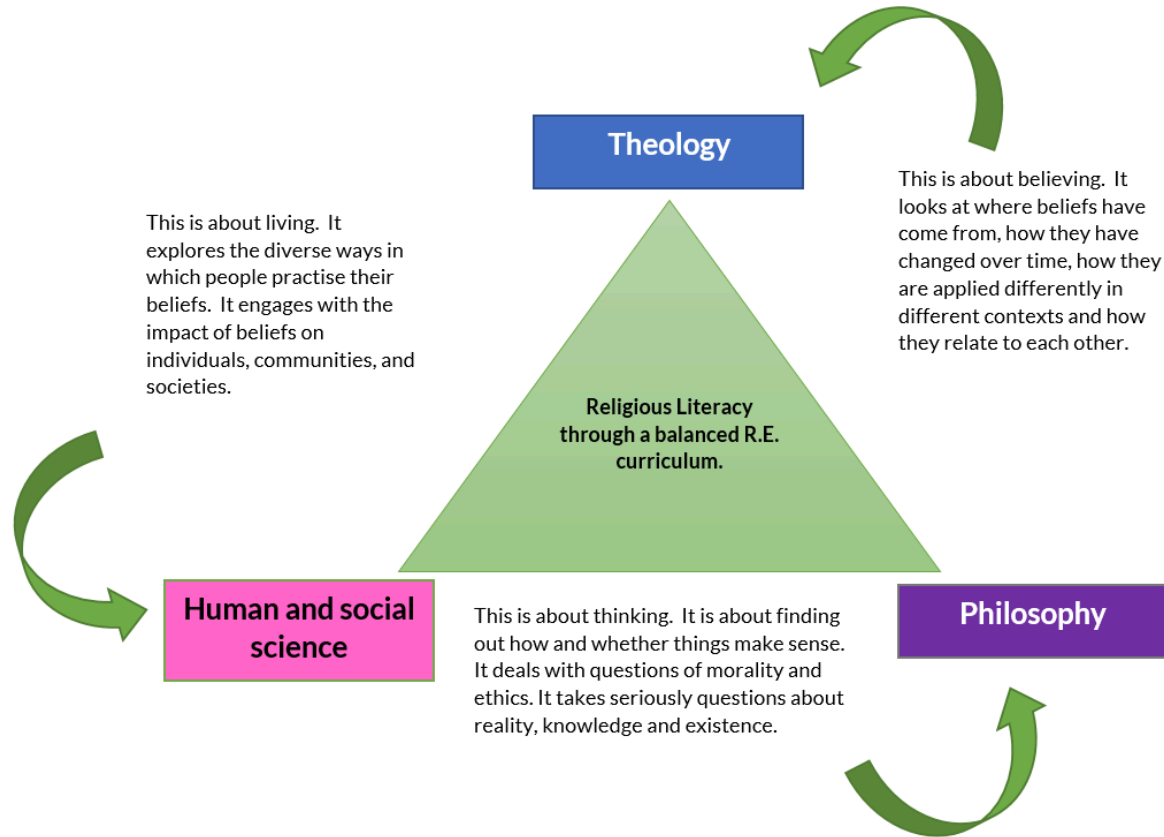 Theology
This is about believing.  It
looks at where beliefs have
come from, how they have
changed over time, how they
are applied differently in
different contexts and how
they relate to each other.
This is about living.  It
explores the diverse ways in
which people practise their
beliefs.  It engages with the
impact of beliefs on
individuals, communities, and
societies.
Religious Literacy
through a balanced R.E.
curriculum.
Human and social
science
This is about thinking.  It is about finding
out how and whether things make sense.
It deals with questions of morality and
ethics. It takes seriously questions about
reality, knowledge and existence.
Philosophy